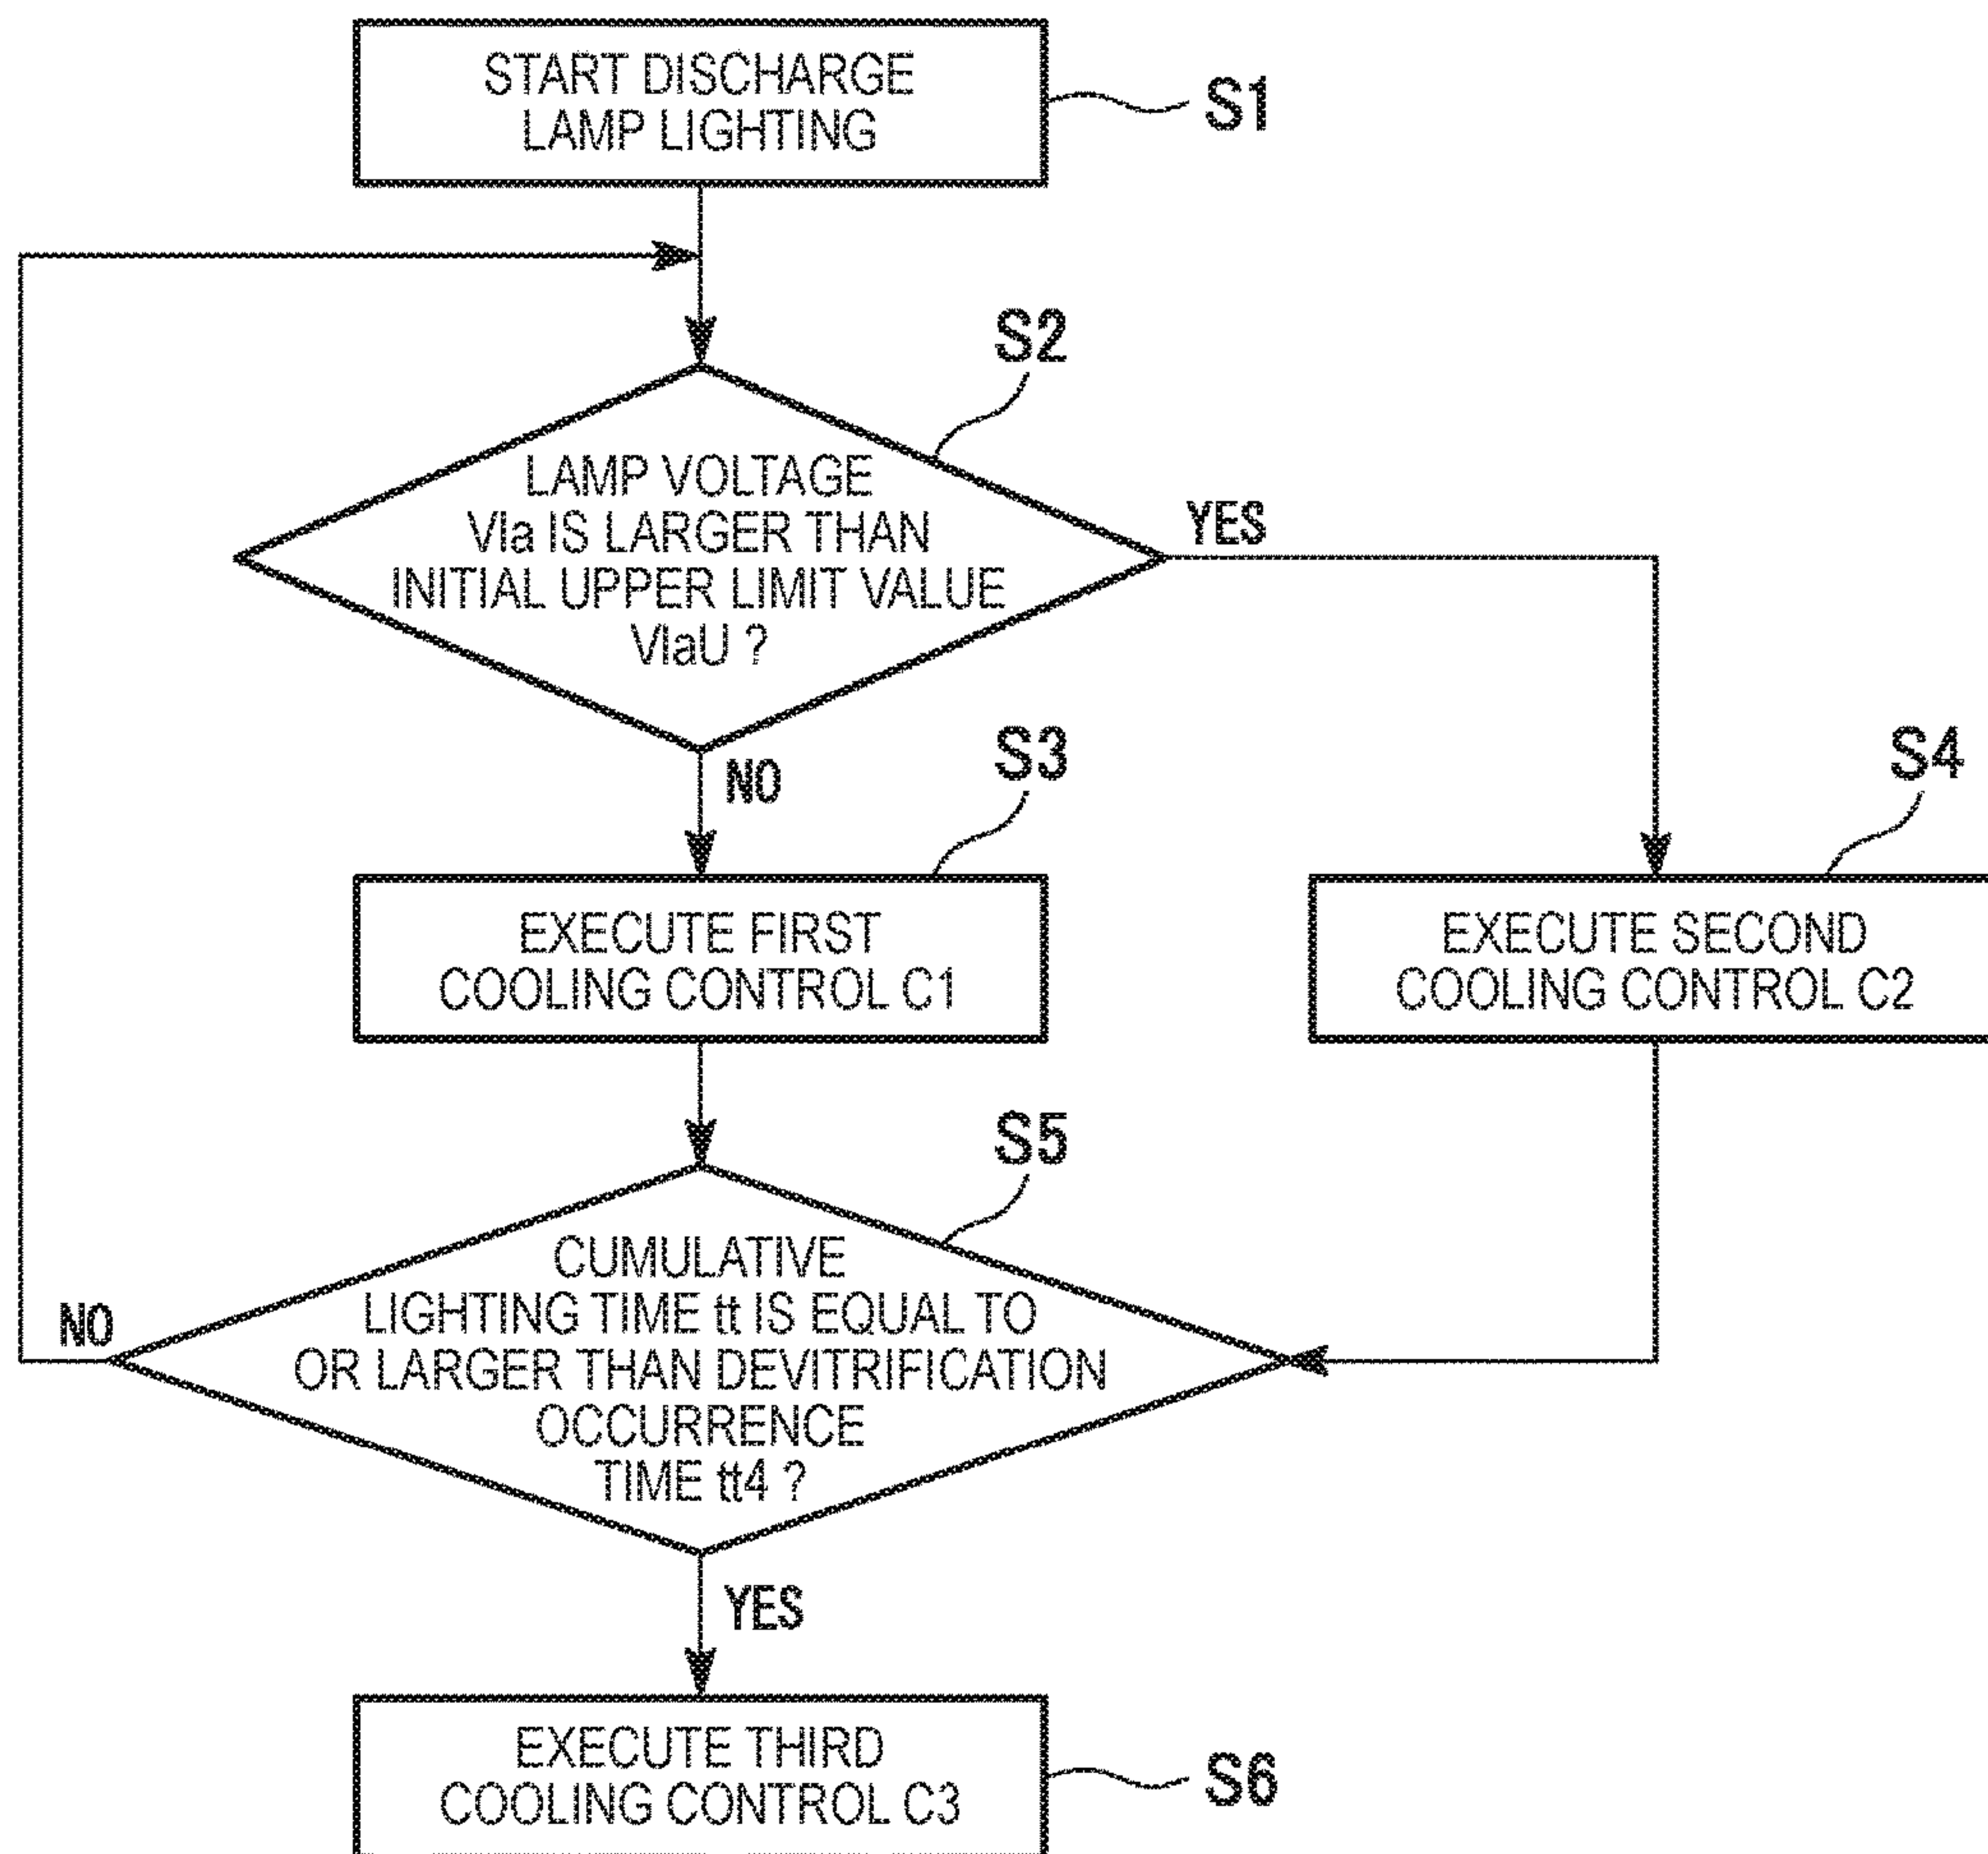 START DISCHARGE
LAMP LIGHTING
S1
S2
LAMP VOLTAGE
Vla IS LARGER THAN
INITIAL UPPER LIMIT VALUE
VlaU ?
YES
NO
S3
S4
EXECUTE FIRST
COOLING CONTROL C1
EXECUTE SECOND
COOLING CONTROL C2
S5
CUMULATIVE
LIGHTING TIME tt IS EQUAL TO
OR LARGER THAN DEVITRIFICATION
OCCURRENCE
TIME tt4 ?
NO
YES
EXECUTE THIRD
COOLING CONTROL C3
S6